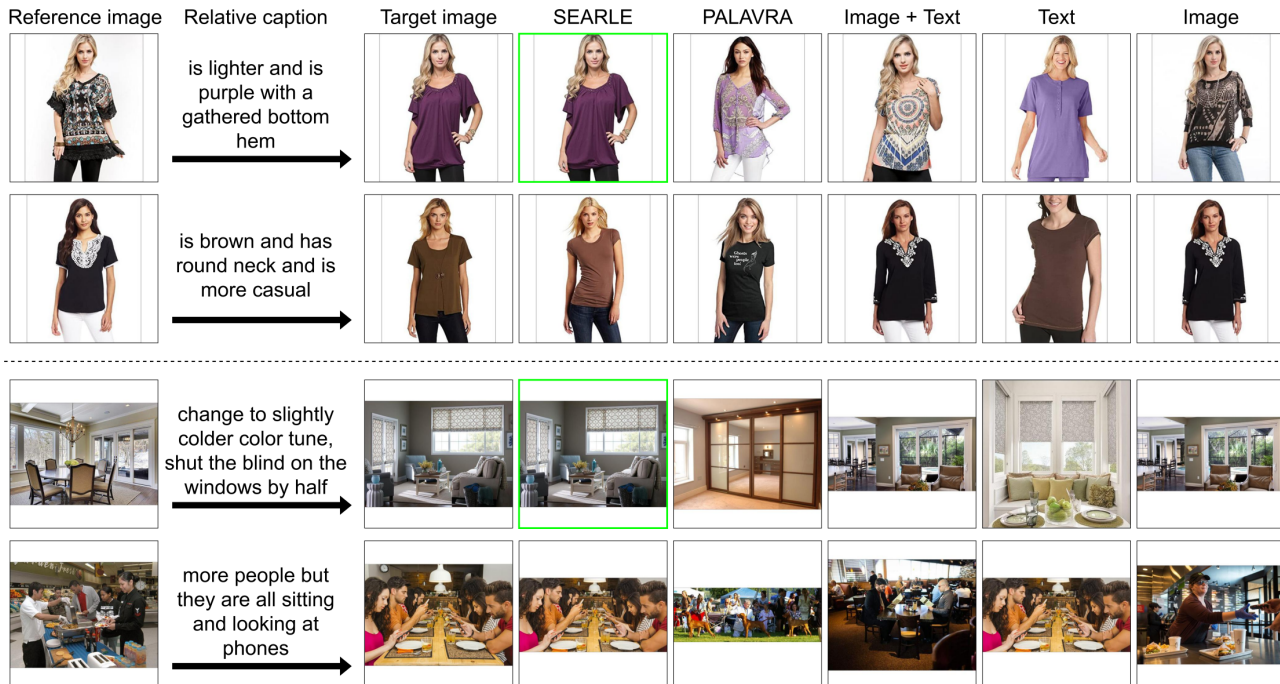 Reference image
Relative caption
Target image
SEARLE
PALAVRA
Image + Text
Text
Image
is lighter and is
purple with a
gathered bottom
hem
is brown and has
round neck and is
more casual
change to slightly
colder color tune,
shut the blind on the
windows by half
more people but
they are all sitting
and looking at
phones